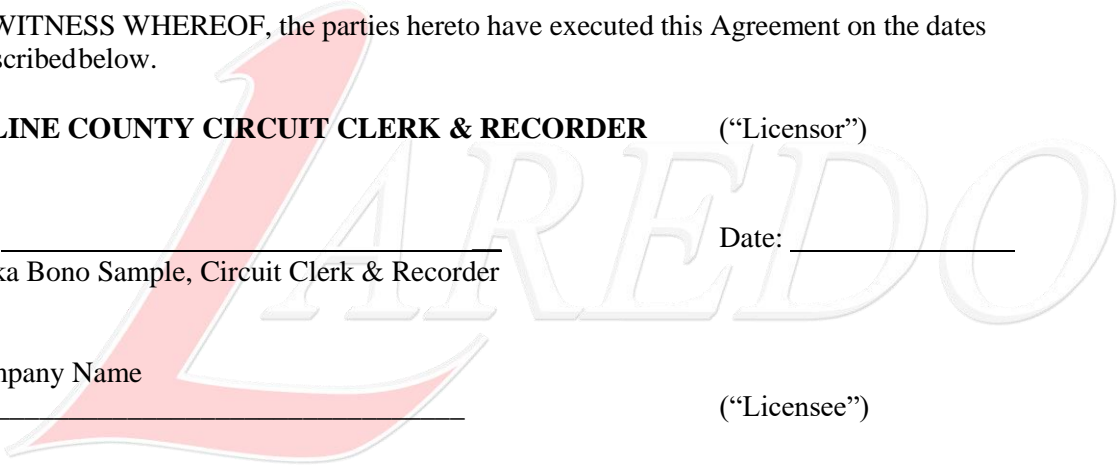 WITNESS WHEREOF, the parties hereto have executed this Agreement on the dates
scribedbelow.
LINE COUNTY CIRCUIT CLERK & RECORDER (“Licensor”)
Date:
ka Bono Sample, Circuit Clerk & Recorder
LAREDO
mpany Name
(“Licensee”)